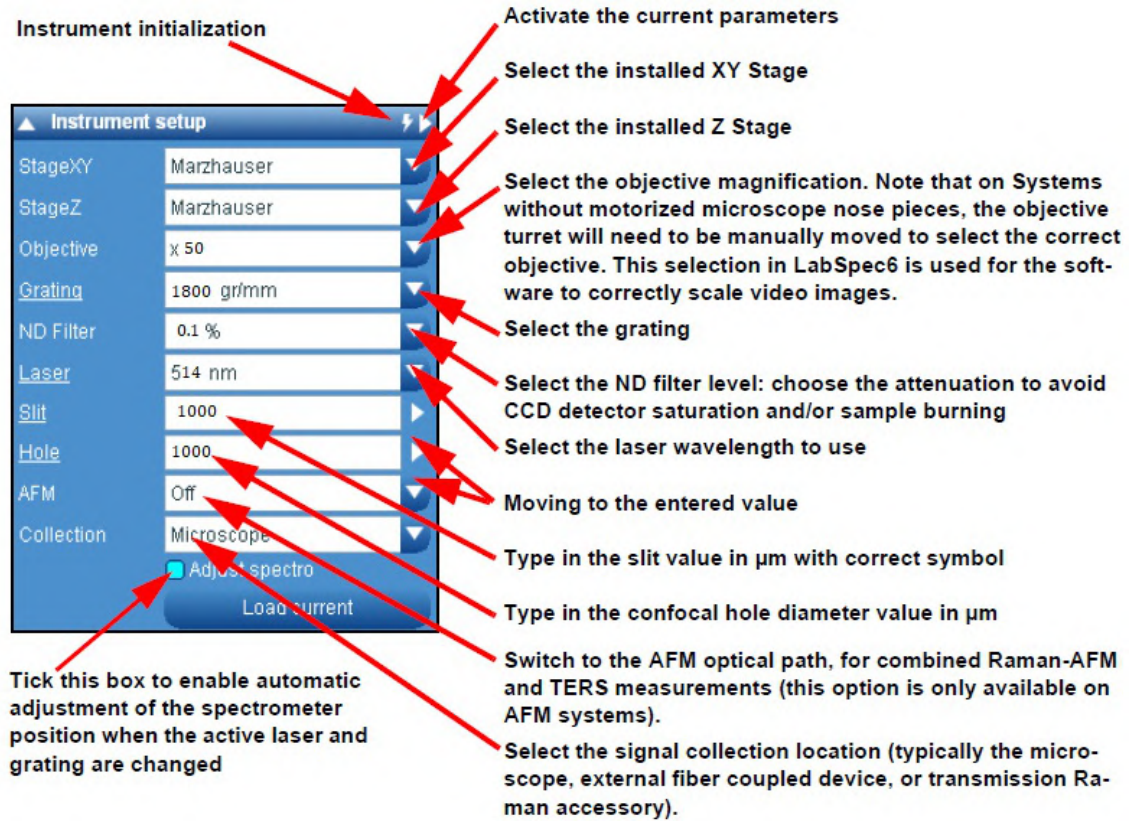 Instrument initialization
Activate the current parameters
Select the installed XY Stage
Select the installed Z Stage
Select the objective magnification. Note that on Systems
without motorized microscope nose pieces, the objective
turret will need to be manually moved to select the correct
objective. This selection in LabSpec6 is used for the soft-
ware to correctly scale video images.
Select the grating
Select the ND filter level: choose the attenuation to avoid
CCD detector saturation and/or sample burning
Select the laser wavelength to use
Moving to the entered value
Type in the slit value in µm with correct symbol
Type in the confocal hole diameter value in µm
Switch to the AFM optical path, for combined Raman-AFM
and TERS measurements (this option is only available on
AFM systems).
Select the signal collection location (typically the micro-
scope, external fiber coupled device, or transmission Ra-
man accessory).
Instrument setup
StageXY Marzhauser
StageZ Marzhauser
Objective x 50
Grating 1800 gr/mm
ND Filter 0.1 %
Laser 514 nm
Slit 1000
Hole 1000
AFM Off
Collection Microscope
Adjust spectro
Load current
Tick this box to enable automatic
adjustment of the spectrometer
position when the active laser and
grating are changed